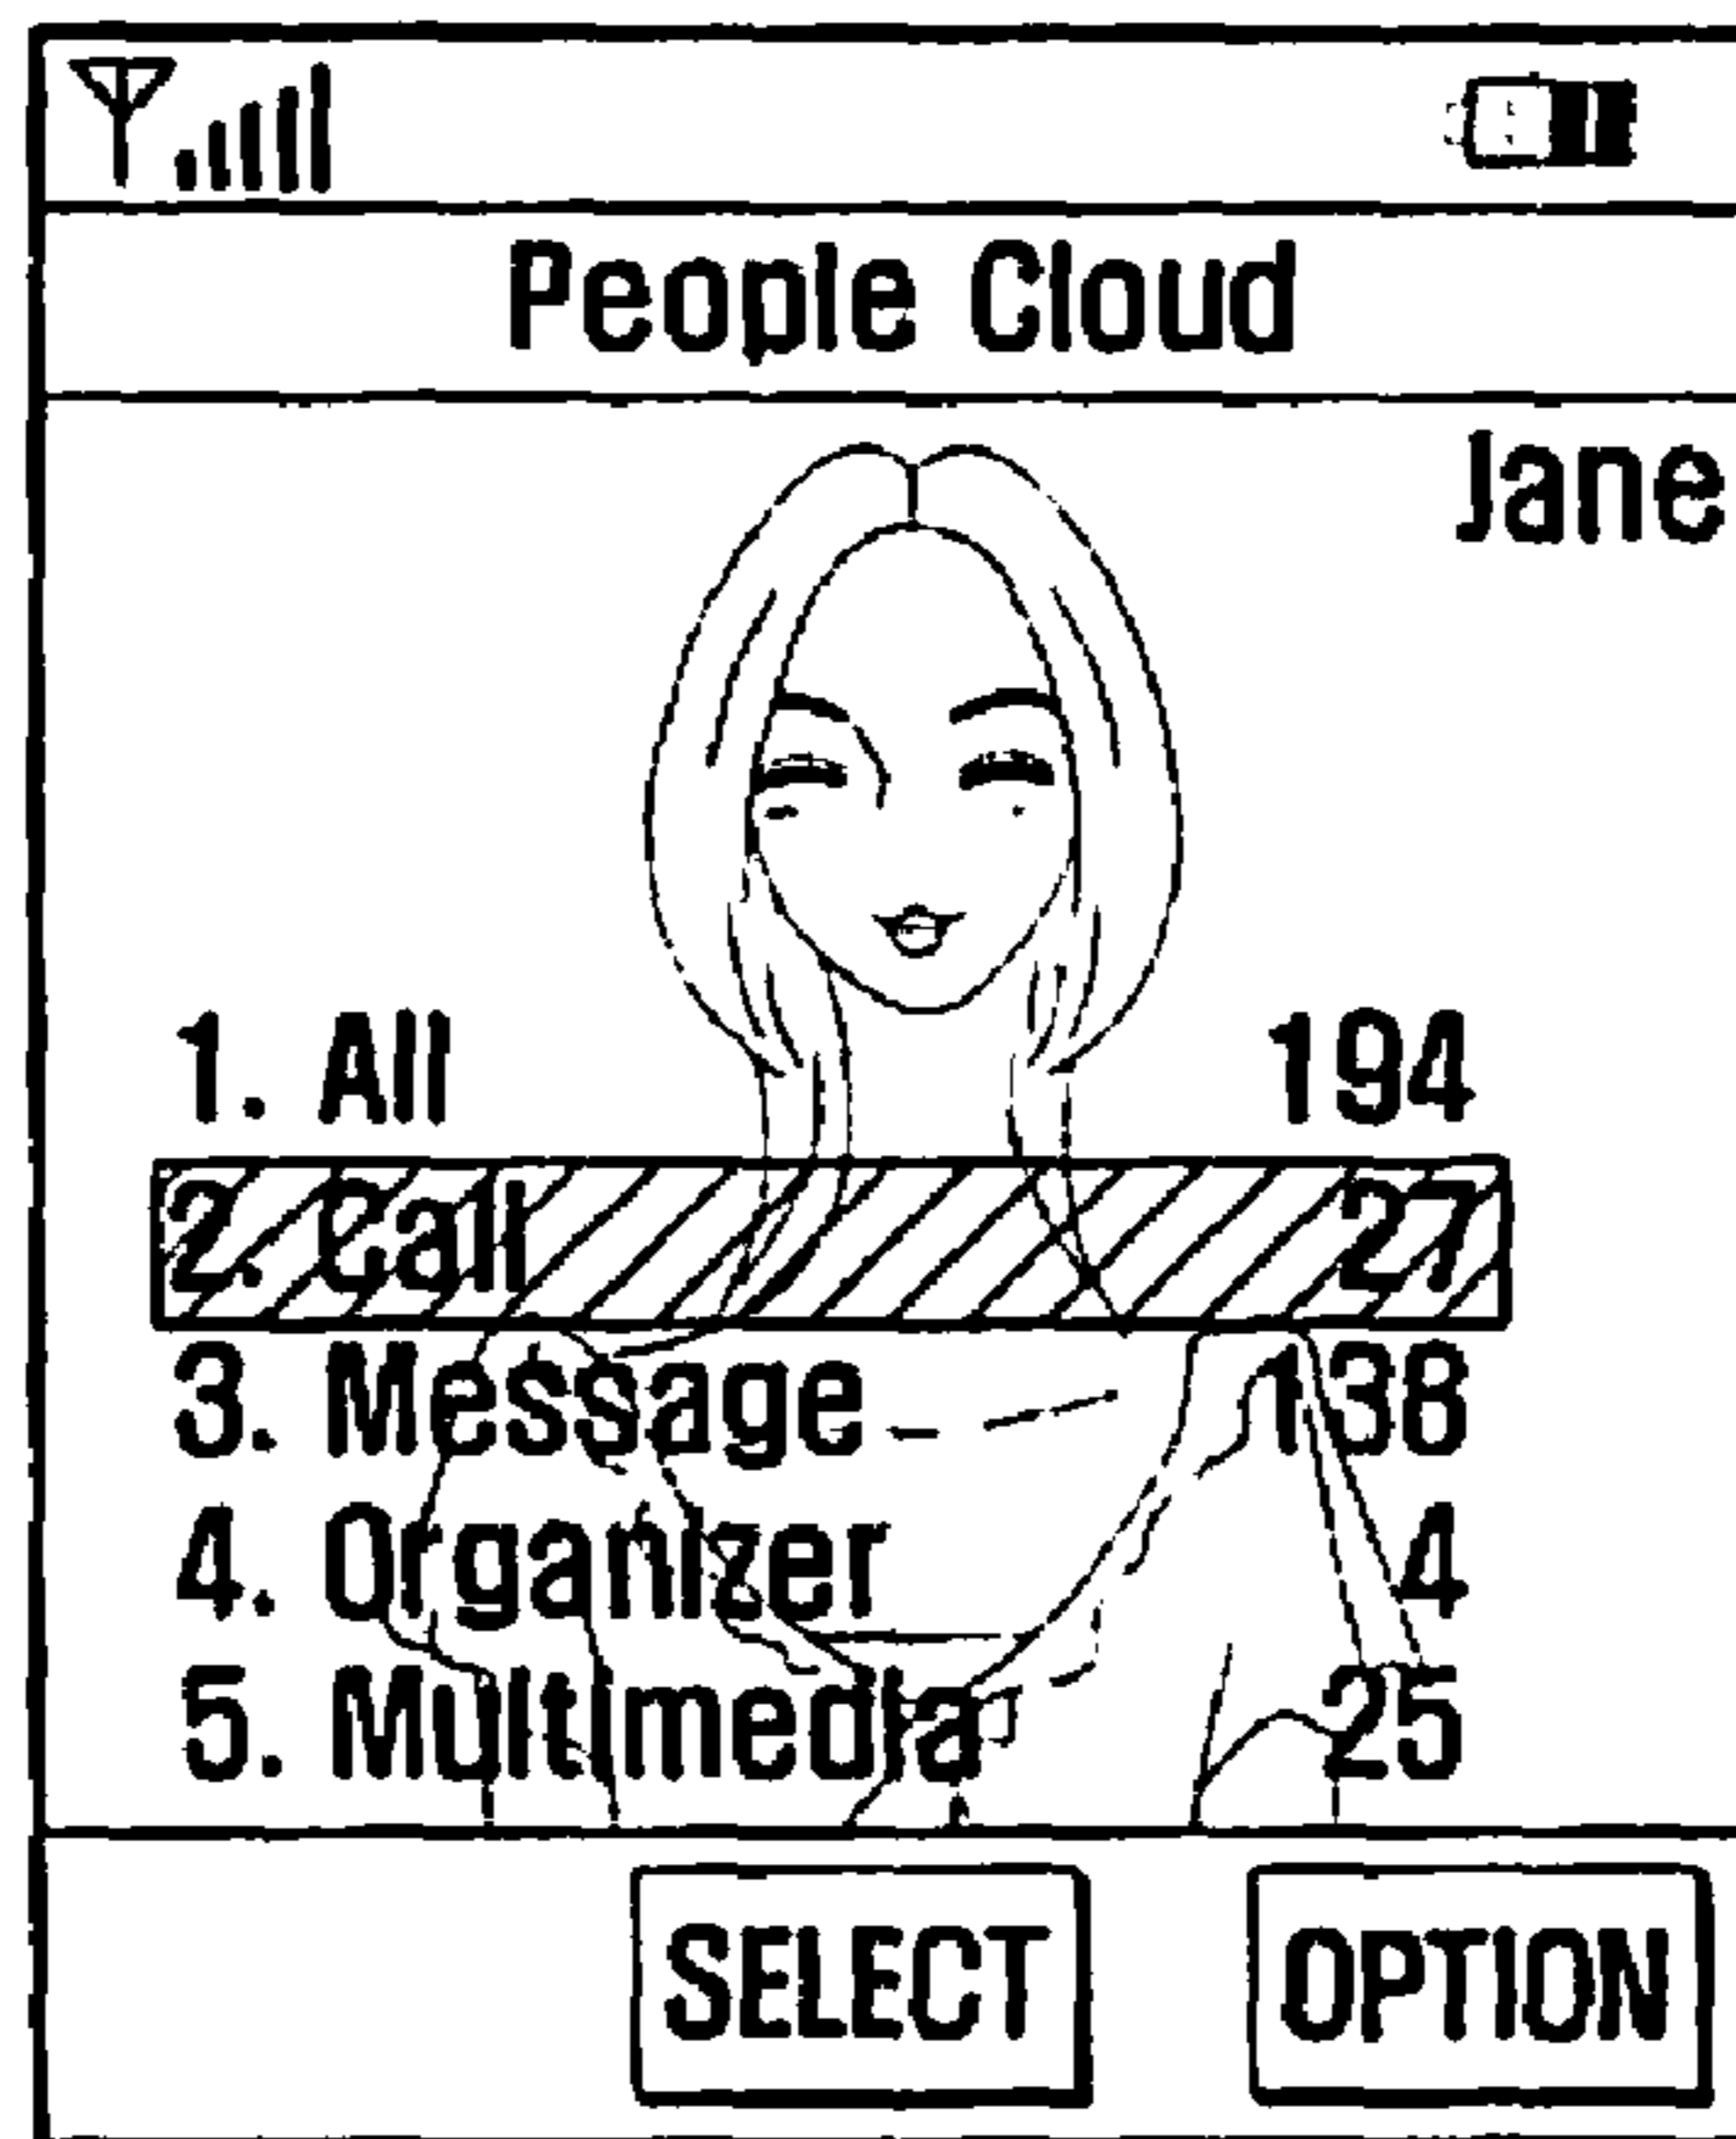 People Cloud
Jane
1. All 194
2. Call 27
3. Message 138
4. Organizer 4
5. Multimedia 25
SELECT OPTION